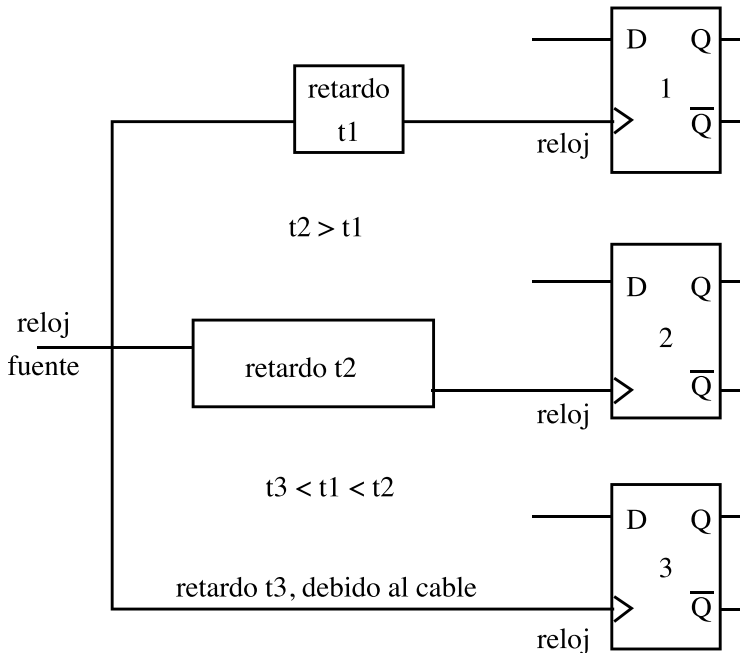 D Q
retardo
1
t1
Q
reloj
t2 > t1
D Q
reloj
2
fuente
retardo t2
Q
reloj
t3 < t1 < t2
D Q
3
retardo t3, debido al cable
Q
reloj